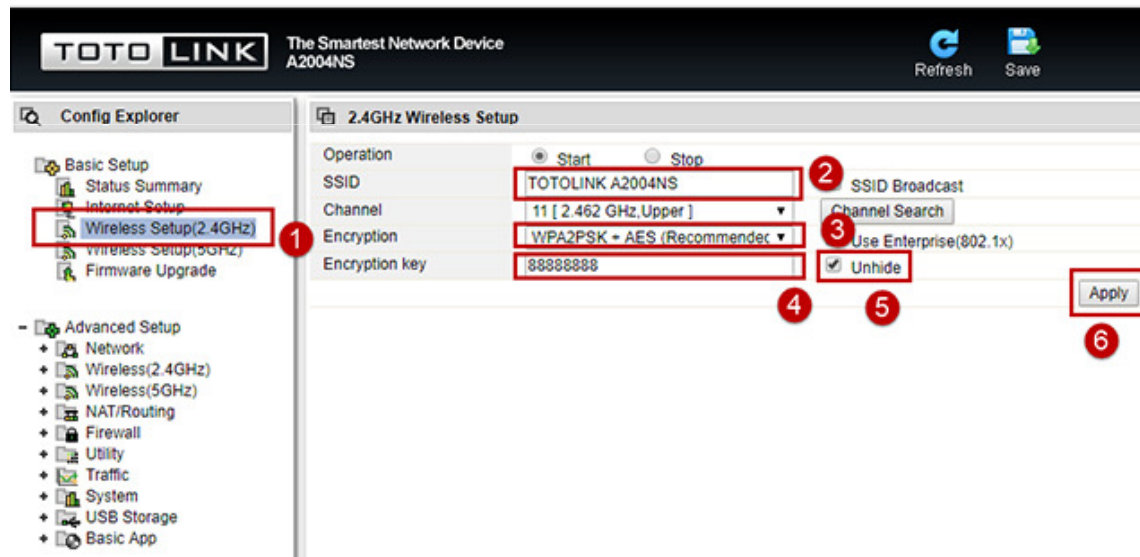 TOTO LINK
The Smartest Network Device
A2004NS
Refresh Save
Config Explorer
Basic Setup
Status Summary
Internet Setup
Wireless Setup(2.4GHz)
1
Wireless Setup(5GHz)
Firmware Upgrade
- Advanced Setup
+ Network
+ Wireless(2.4GHz)
+ Wireless(5GHz)
+ NAT/Routing
+ Firewall
+ Utility
+ Traffic
+ System
+ USB Storage
+ Basic App
2.4GHz Wireless Setup
Operation Start Stop
SSID TOTOLINK A2004NS 2 SSID Broadcast
Channel 11 [ 2.462 GHz,Upper ] Channel Search
Encryption WPA2PSK + AES (Recommendec 3 Use Enterprise(802.1x)
Encryption key 88888888 4 Unhide 5
Apply
6